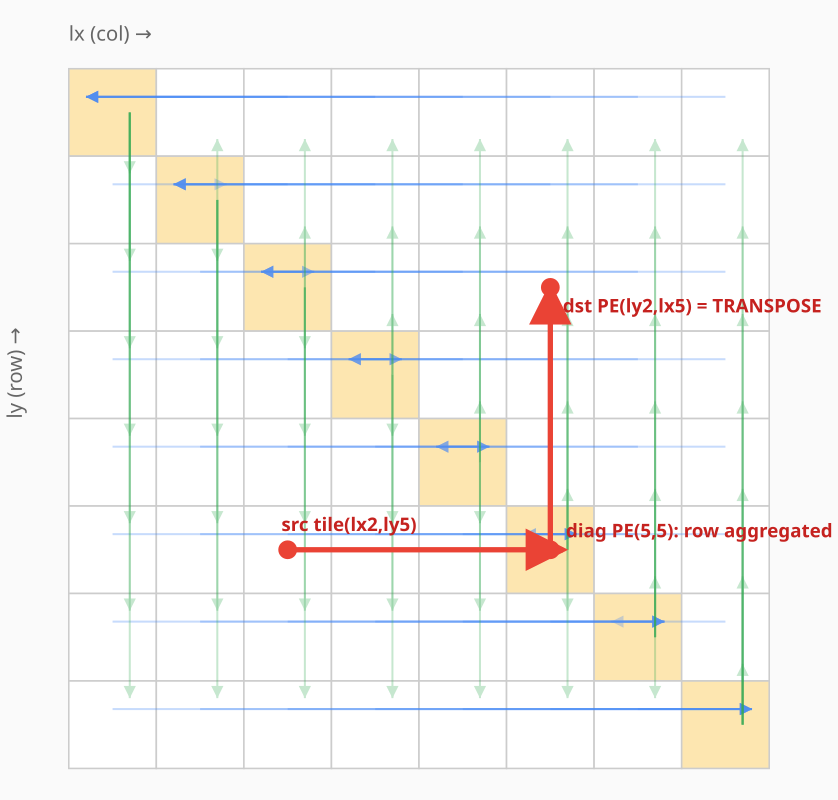 lx (col) →
ly (row) →
dst PE(ly2,lx5) = TRANSPOSE
src tile(lx2,ly5)
diag PE(5,5): row aggregated